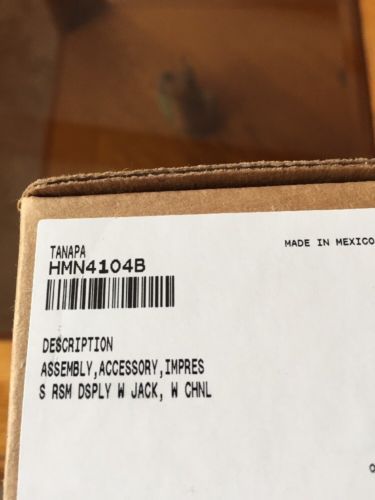 TANAPA
HMN4104B
MADE IN MEXICO
DESCRIPTION
ASSEMBLY,ACCESSORY,IMPRES
S RSM DSPLY W JACK, W CHNL